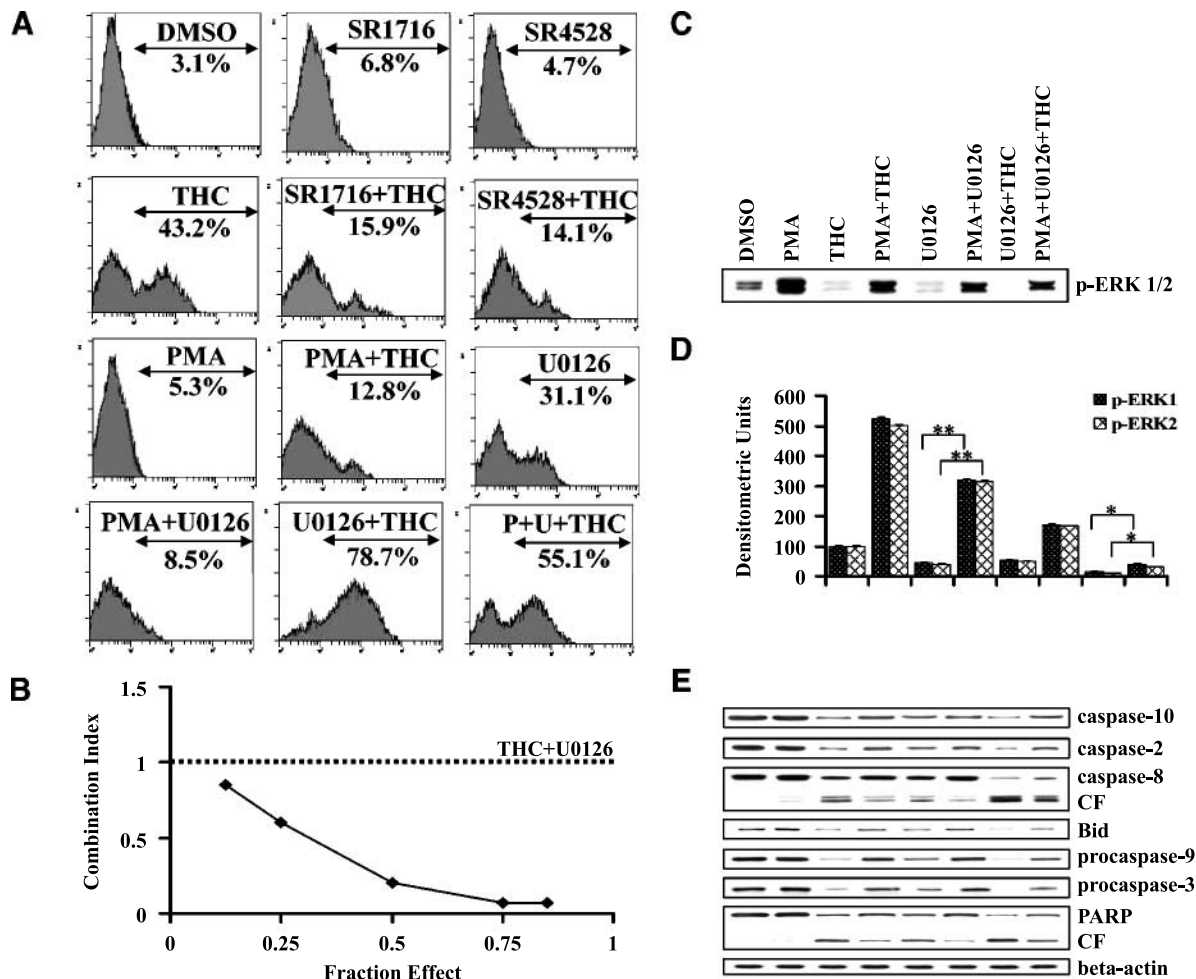 A
DMSO
3.1%
SR1716
6.8%
SR4528
4.7%
THC
43.2%
SR1716+THC
15.9%
SR4528+THC
14.1%
PMA
5.3%
PMA+THC
12.8%
U0126
31.1%
PMA+U0126
8.5%
U0126+THC
78.7%
P+U+THC
55.1%
B
Combination Index
1.5
1
0.5
0
THC+U0126
0
0.25
0.5
0.75
1
Fraction Effect
C
DMSO
PMA
THC
PMA+THC
U0126
PMA+U0126
U0126+THC
PMA+U0126+THC
p-ERK 1/2
D
Densitometric Units
600
500
400
300
200
100
0
**
**
*
*
p-ERK1
p-ERK2
E
caspase-10
caspase-2
caspase-8
CF
Bid
procaspase-9
procaspase-3
PARP
CF
beta-actin